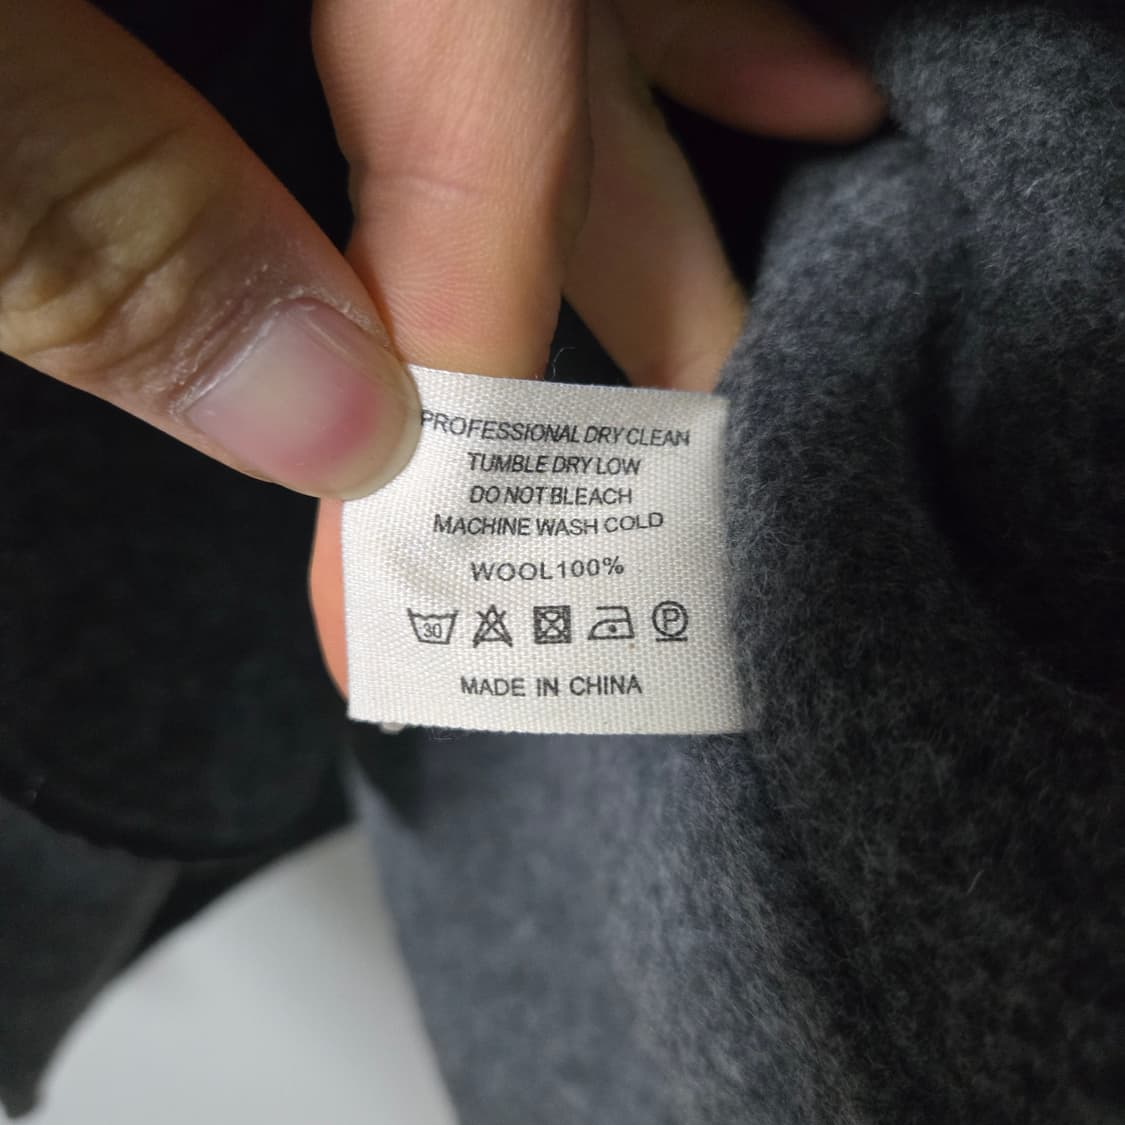 PROFESSIONAL DRY CLEAN
TUMBLE DRY LOW
DO NOT BLEACH
MACHINE WASH COLD
WOOL100%
30 P
MADE IN CHINA